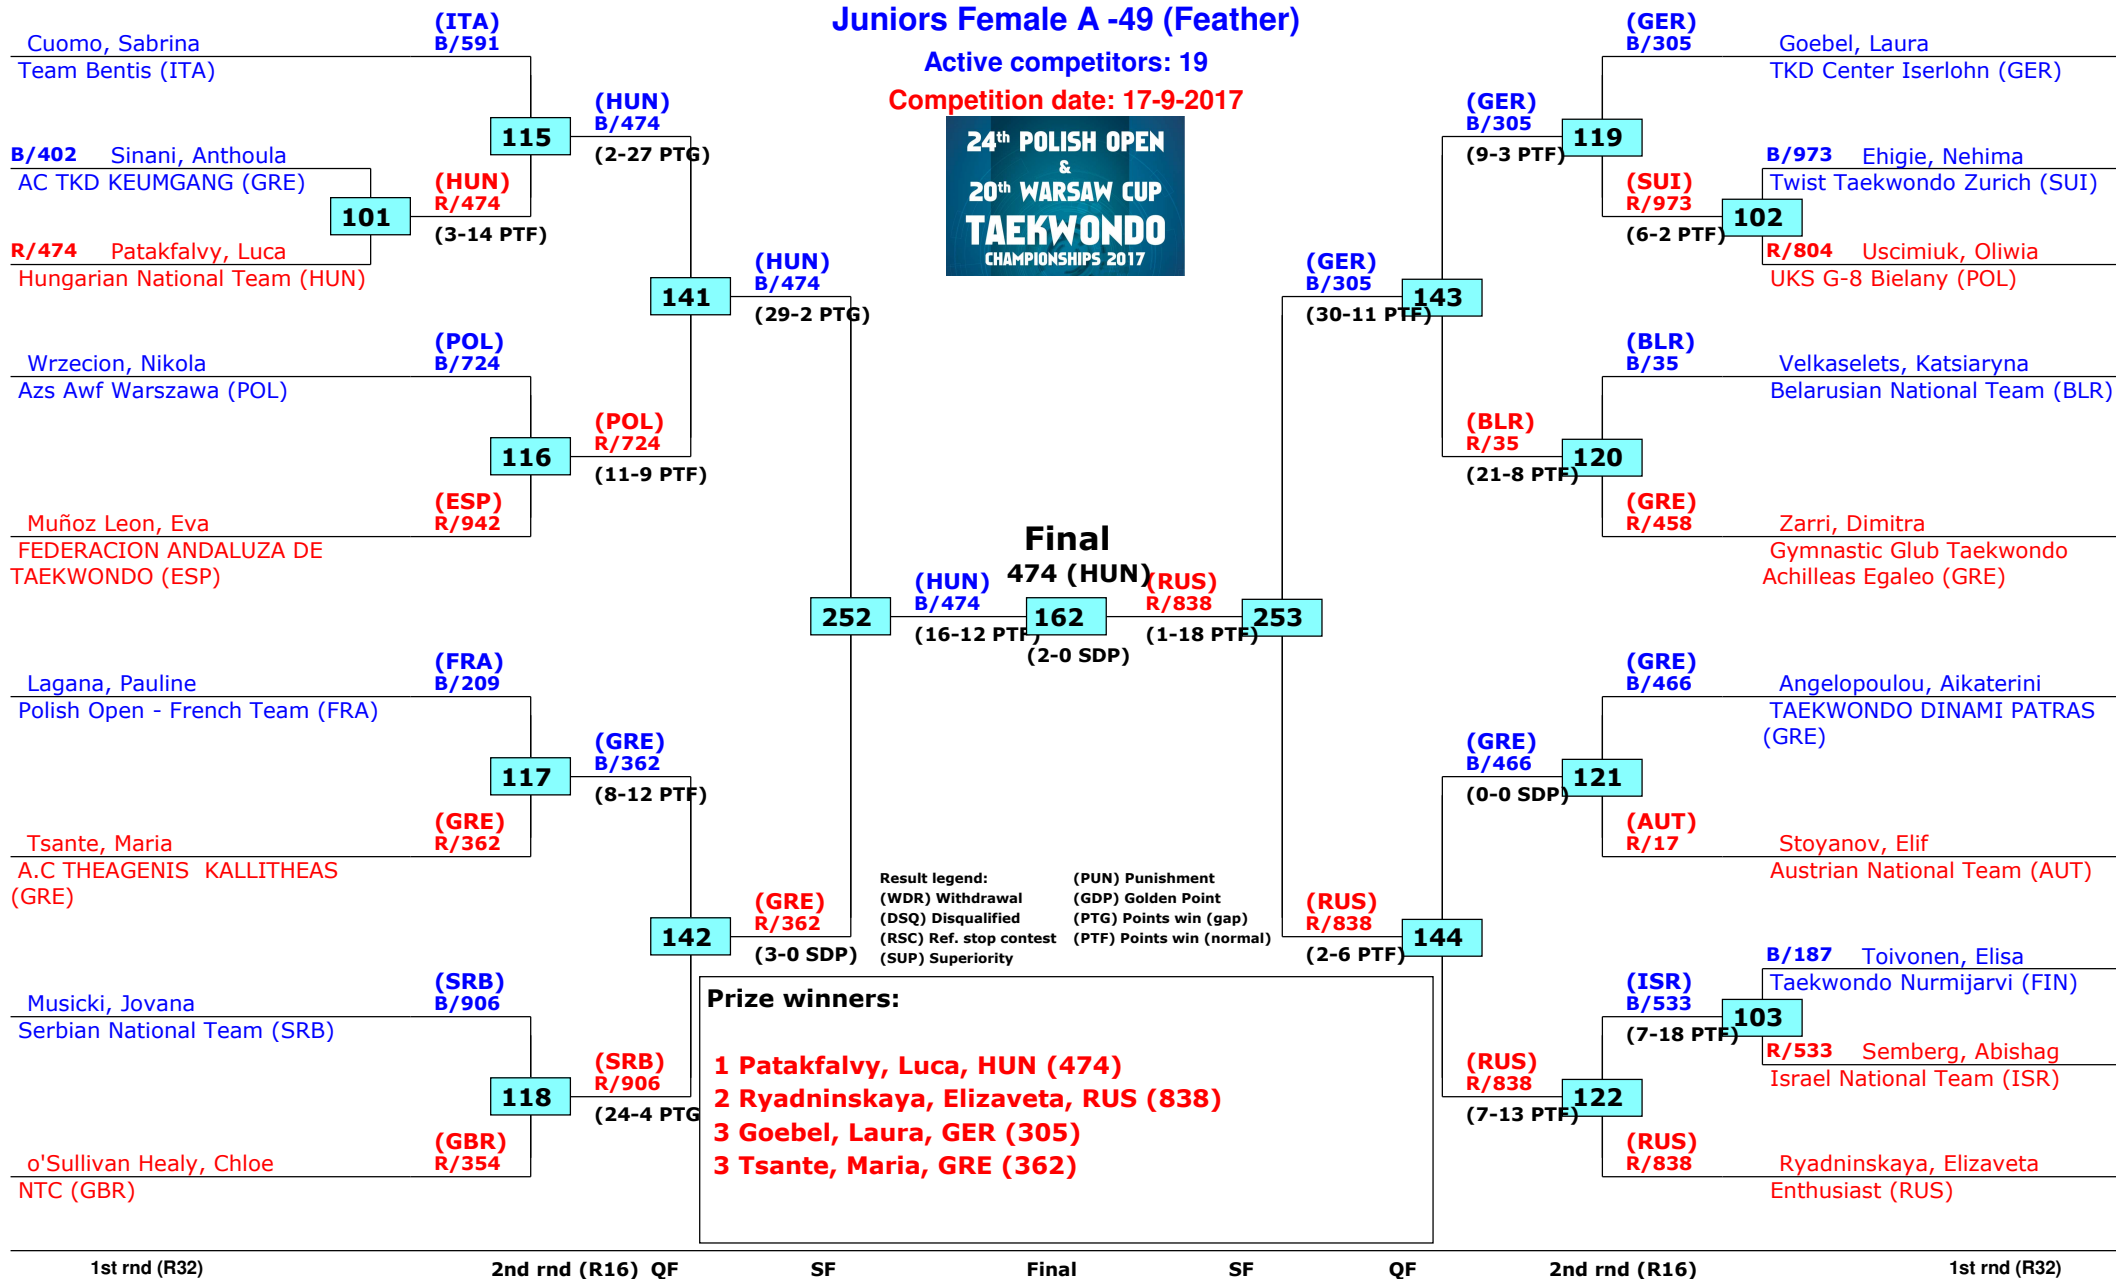 Juniors Female A -49 (Feather)
Active competitors: 19
Competition date: 17-9-2017
24th POLISH OPEN
&
20th WARSAW CUP
TAEKWONDO
CHAMPIONSHIPS 2017
Cuomo, Sabrina
Team Bentis (ITA)
(ITA)
B/591
B/402 Sinani, Anthoula
AC TKD KEUMGANG (GRE)
101
R/474 Patakfalvy, Luca
Hungarian National Team (HUN)
(HUN)
R/474
(3-14 PTF)
115
(HUN)
B/474
(2-27 PTG)
Wrzecion, Nikola
Azs Awf Warszawa (POL)
(POL)
B/724
116
Muñoz Leon, Eva
FEDERACION ANDALUZA DE
TAEKWONDO (ESP)
(ESP)
R/942
(POL)
R/724
(11-9 PTF)
141
(HUN)
B/474
(29-2 PTG)
Lagana, Pauline
Polish Open - French Team (FRA)
(FRA)
B/209
117
Tsante, Maria
A.C THEAGENIS  KALLITHEAS
(GRE)
(GRE)
R/362
(GRE)
B/362
(8-12 PTF)
Musicki, Jovana
Serbian National Team (SRB)
(SRB)
B/906
118
o'Sullivan Healy, Chloe
NTC (GBR)
(GBR)
R/354
(SRB)
R/906
(24-4 PTG
142
(GRE)
R/362
(3-0 SDP)
252
(HUN)
B/474
(16-12 PTF)
Final
474 (HUN)
162
(2-0 SDP)
(RUS)
R/838
(1-18 PTF)
253
(GER)
B/305
(30-11 PTF)
143
(GER)
B/305
(9-3 PTF)
119
(GER)
B/305
Goebel, Laura
TKD Center Iserlohn (GER)
(SUI)
R/973
(6-2 PTF)
102
B/973 Ehigie, Nehima
Twist Taekwondo Zurich (SUI)
R/804 Uscimiuk, Oliwia
UKS G-8 Bielany (POL)
(BLR)
R/35
(21-8 PTF)
120
(BLR)
B/35
Velkaselets, Katsiaryna
Belarusian National Team (BLR)
(GRE)
R/458
Zarri, Dimitra
Gymnastic Glub Taekwondo
Achilleas Egaleo (GRE)
(RUS)
R/838
(2-6 PTF)
144
(GRE)
B/466
(0-0 SDP)
121
(GRE)
B/466
Angelopoulou, Aikaterini
TAEKWONDO DINAMI PATRAS
(GRE)
(AUT)
R/17
Stoyanov, Elif
Austrian National Team (AUT)
(RUS)
R/838
(7-13 PTF)
122
(ISR)
B/533
(7-18 PTF)
103
B/187 Toivonen, Elisa
Taekwondo Nurmijarvi (FIN)
R/533 Semberg, Abishag
Israel National Team (ISR)
(RUS)
R/838
Ryadninskaya, Elizaveta
Enthusiast (RUS)
Result legend:
(WDR) Withdrawal
(DSQ) Disqualified
(RSC) Ref. stop contest
(SUP) Superiority
(PUN) Punishment
(GDP) Golden Point
(PTG) Points win (gap)
(PTF) Points win (normal)
Prize winners:
1 Patakfalvy, Luca, HUN (474)
2 Ryadninskaya, Elizaveta, RUS (838)
3 Goebel, Laura, GER (305)
3 Tsante, Maria, GRE (362)
1st rnd (R32) 2nd rnd (R16) QF SF Final SF QF 2nd rnd (R16) 1st rnd (R32)